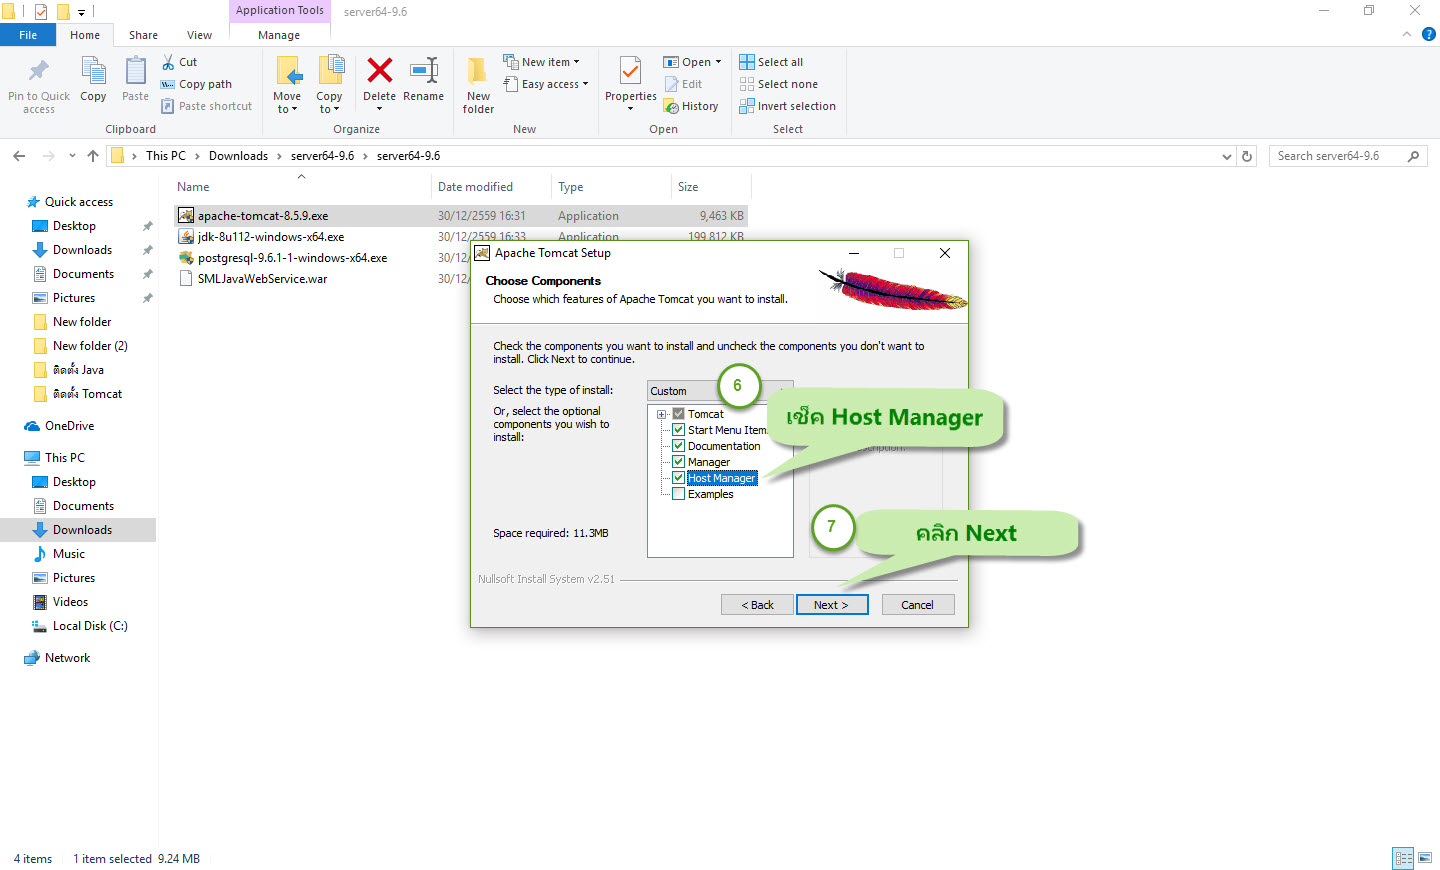 Application Tools
server64-9.6
File
Home
Share
View
Manage
Pin to Quick access
Copy
Paste
Cut
Copy path
Paste shortcut
Move to
Copy to
Delete
Rename
New folder
New item
Easy access
Properties
Open
Edit
History
Select all
Select none
Invert selection
Clipboard
Organize
New
Open
Select
This PC
Downloads
server64-9.6
server64-9.6
Search server64-9.6
Name
Date modified
Type
Size
apache-tomcat-8.5.9.exe 30/12/2559 16:31 Application 9,463 KB
jdk-8u112-windows-x64.exe 30/12/2559 16:33 Application 199,812 KB
postgresql-9.6.1-1-windows-x64.exe 30/12/
SMLJavaWebService.war 30/12/
Quick access
Desktop
Downloads
Documents
Pictures
New folder
New folder (2)
ติดตั้ง Java
ติดตั้ง Tomcat
OneDrive
This PC
Desktop
Documents
Downloads
Music
Pictures
Videos
Local Disk (C:)
Network
Apache Tomcat Setup
Choose Components
Choose which features of Apache Tomcat you want to install.
Check the components you want to install and uncheck the components you don't want to
install. Click Next to continue.
Select the type of install:
Custom
6
เช็ค Host Manager
Or, select the optional
components you wish to
install:
Tomcat
Start Menu Item
Documentation
Manager
Host Manager
Examples
Space required: 11.3MB
7
คลิก Next
Nullsoft Install System v2.51
< Back
Next >
Cancel
4 items
1 item selected 9.24 MB